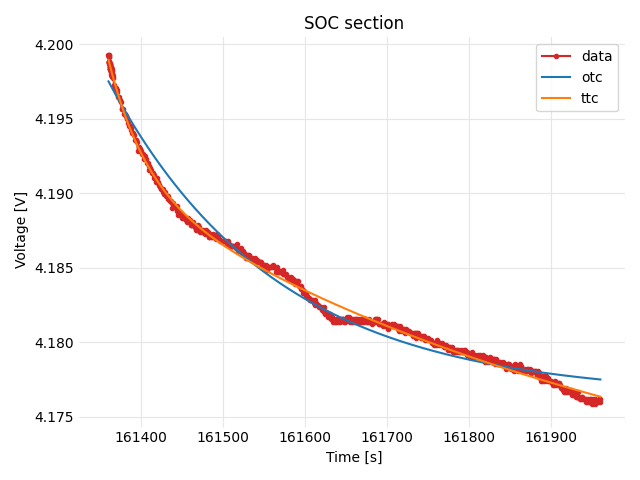 SOC section
4.200
4.195
4.190
4.185
4.180
4.175
Voltage [V]
data
otc
ttc
161400 161500 161600 161700 161800 161900
Time [s]